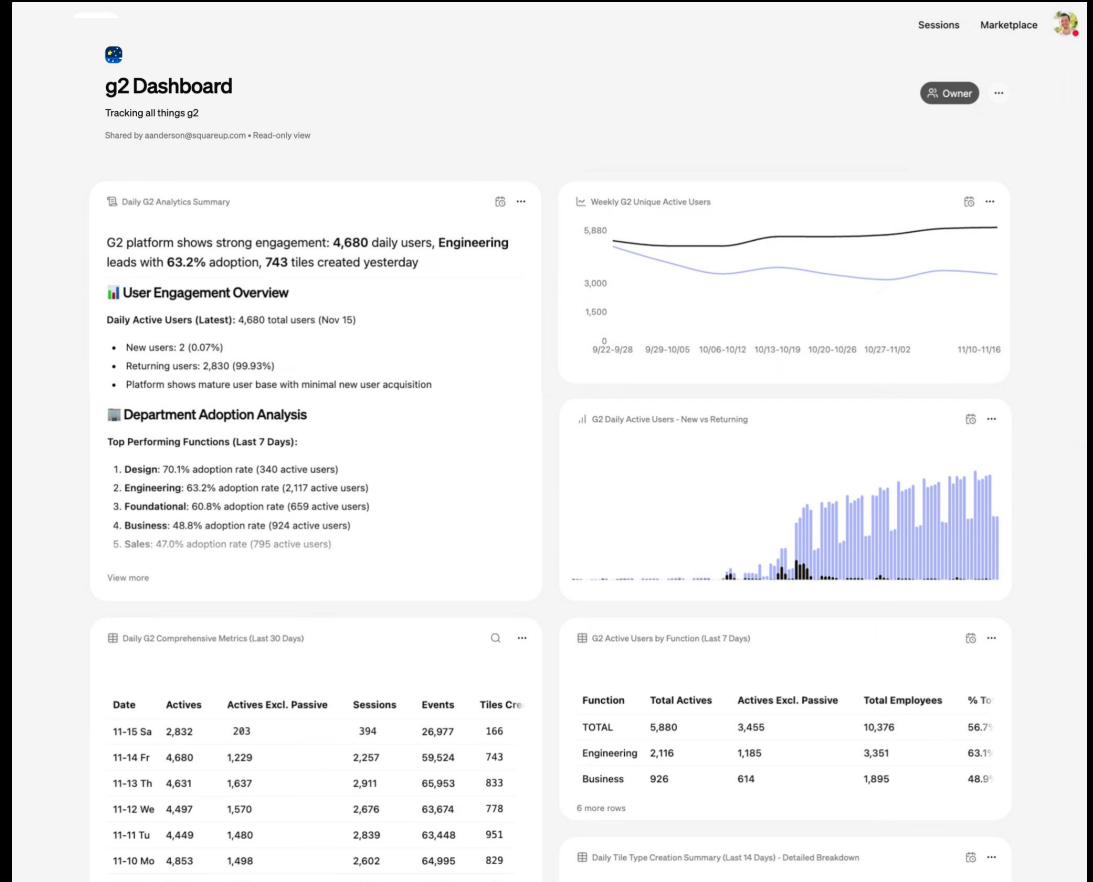 Sessions Marketplace
g2 Dashboard
Tracking all things g2
Shared by aanderson@squareup.com • Read-only view
Owner
Daily G2 Analytics Summary
G2 platform shows strong engagement: 4,680 daily users, Engineering
leads with 63.2% adoption, 743 tiles created yesterday
User Engagement Overview
Daily Active Users (Latest): 4,680 total users (Nov 15)
• New users: 2 (0.07%)
• Returning users: 2,830 (99.93%)
• Platform shows mature user base with minimal new user acquisition
Department Adoption Analysis
Top Performing Functions (Last 7 Days):
1. Design: 70.1% adoption rate (340 active users)
2. Engineering: 63.2% adoption rate (2,117 active users)
3. Foundational: 60.8% adoption rate (659 active users)
4. Business: 48.8% adoption rate (924 active users)
5. Sales: 47.0% adoption rate (795 active users)
View more
Weekly G2 Unique Active Users
5,880
3,000
1,500
0
9/22-9/28 9/29-10/05 10/06-10/12 10/13-10/19 10/20-10/26 10/27-11/02 11/10-11/16
G2 Daily Active Users - New vs Returning
Daily G2 Comprehensive Metrics (Last 30 Days)
Date Actives Actives Excl. Passive Sessions Events Tiles Cre
11-15 Sa 2,832 203 394 26,977 166
11-14 Fr 4,680 1,229 2,257 59,524 743
11-13 Th 4,631 1,637 2,911 65,953 833
11-12 We 4,497 1,570 2,676 63,674 778
11-11 Tu 4,449 1,480 2,839 63,448 951
11-10 Mo 4,853 1,498 2,602 64,995 829
G2 Active Users by Function (Last 7 Days)
Function Total Actives Actives Excl. Passive Total Employees % To
TOTAL 5,880 3,455 10,376 56.7%
Engineering 2,116 1,185 3,351 63.1%
Business 926 614 1,895 48.9%
6 more rows
Daily Tile Type Creation Summary (Last 14 Days) - Detailed Breakdown